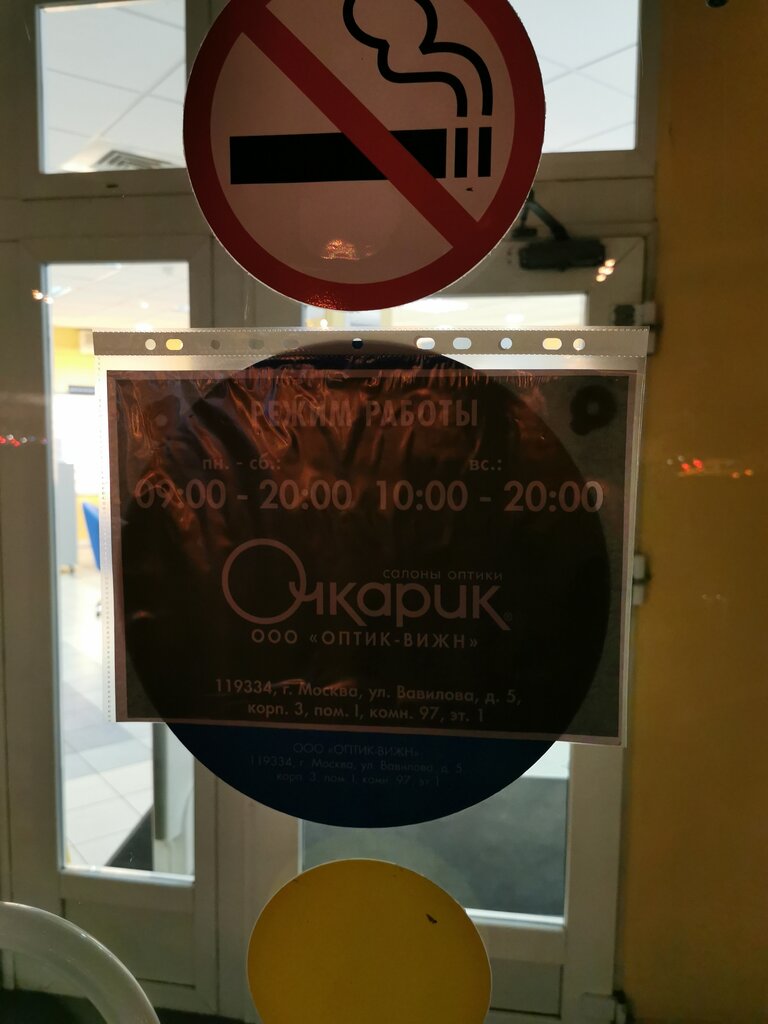 РЕЖИМ РАБОТЫ
пн. - сб.: вс.:
09:00 - 20:00 10:00 - 20:00
салоны оптики
Очкарик®
ООО «ОПТИК-ВИЖН»
119334, г. Москва, ул. Вавилова, д. 5,
корп. 3, пом. I, комн. 97, эт. 1
ООО «ОПТИК-ВИЖН»
119334, г. Москва, ул. Вавилова, д. 5,
корп. 3, пом. I, комн. 97, эт. 1